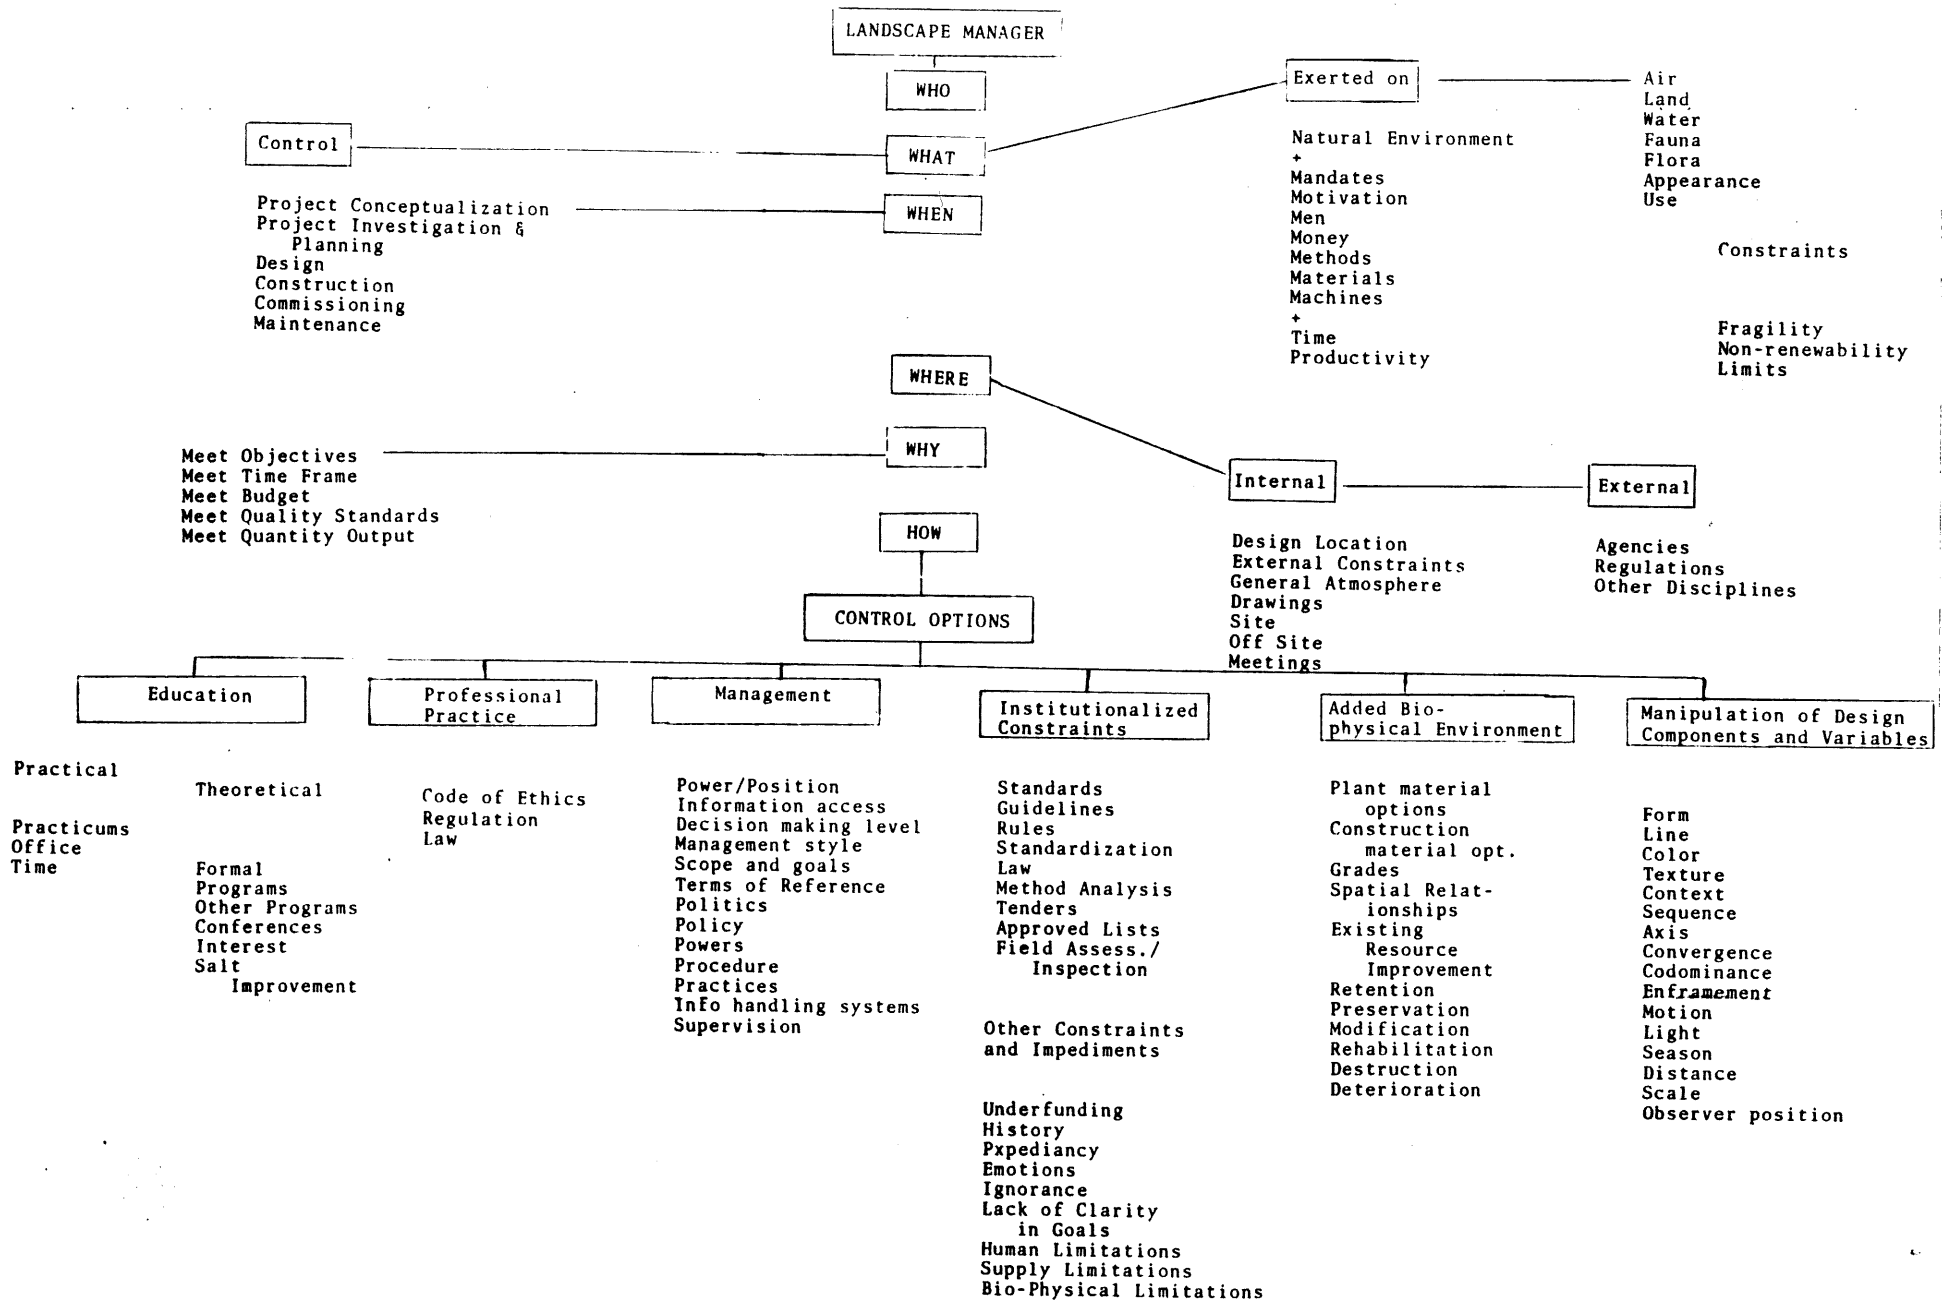 LANDSCAPE MANAGER
WHO
Exerted on
Air
Land
Water
Fauna
Flora
Appearance
Use
Control
WHAT
Natural Environment
+
Mandates
Motivation
Men
Money
Methods
Materials
Machines
+
Time
Productivity
Constraints
Fragility
Non-renewability
Limits
Project Conceptualization
Project Investigation &
Planning
Design
Construction
Commissioning
Maintenance
WHEN
WHERE
WHY
Meet Objectives
Meet Time Frame
Meet Budget
Meet Quality Standards
Meet Quantity Output
Internal
External
Design Location
External Constraints
General Atmosphere
Drawings
Site
Off Site
Meetings
Agencies
Regulations
Other Disciplines
HOW
CONTROL OPTIONS
Education
Practical
Practicums
Office
Time
Theoretical
Formal
Programs
Other Programs
Conferences
Interest
Salt
Improvement
Professional
Practice
Code of Ethics
Regulation
Law
Management
Power/Position
Information access
Decision making level
Management style
Scope and goals
Terms of Reference
Politics
Policy
Powers
Procedure
Practices
Info handling systems
Supervision
Institutionalized
Constraints
Standards
Guidelines
Rules
Standardization
Law
Method Analysis
Tenders
Approved Lists
Field Assess./
Inspection
Other Constraints
and Impediments
Underfunding
History
Pxpediancy
Emotions
Ignorance
Lack of Clarity
in Goals
Human Limitations
Supply Limitations
Bio-Physical Limitations
Added Bio-
physical Environment
Plant material
options
Construction
material opt.
Grades
Spatial Relat-
ionships
Existing
Resource
Improvement
Retention
Preservation
Modification
Rehabilitation
Destruction
Deterioration
Manipulation of Design
Components and Variables
Form
Line
Color
Texture
Context
Sequence
Axis
Convergence
Codominance
Enframement
Motion
Light
Season
Distance
Scale
Observer position